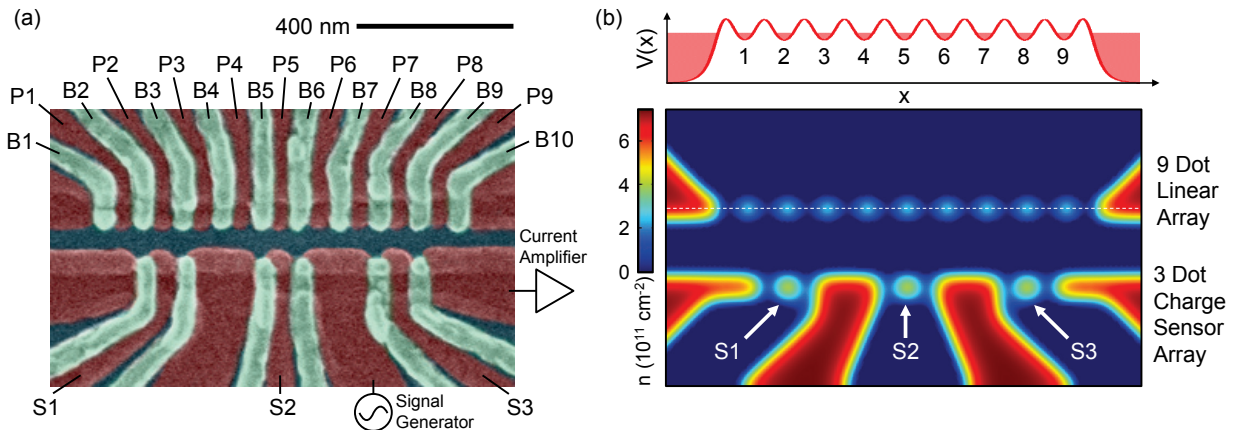 (a)
400 nm
P1
B2
P2
B3
P3
B4
P4
B5
P5
B6
P6
B7
P7
B8
P8
B9
P9
B1
B10
Current
Amplifier
S1
S2
Signal
Generator
S3
(b)
V(x)
1 2 3 4 5 6 7 8 9
x
6
4
2
0
n (10¹¹ cm⁻²)
9 Dot
Linear
Array
3 Dot
Charge
Sensor
Array
S1
S2
S3